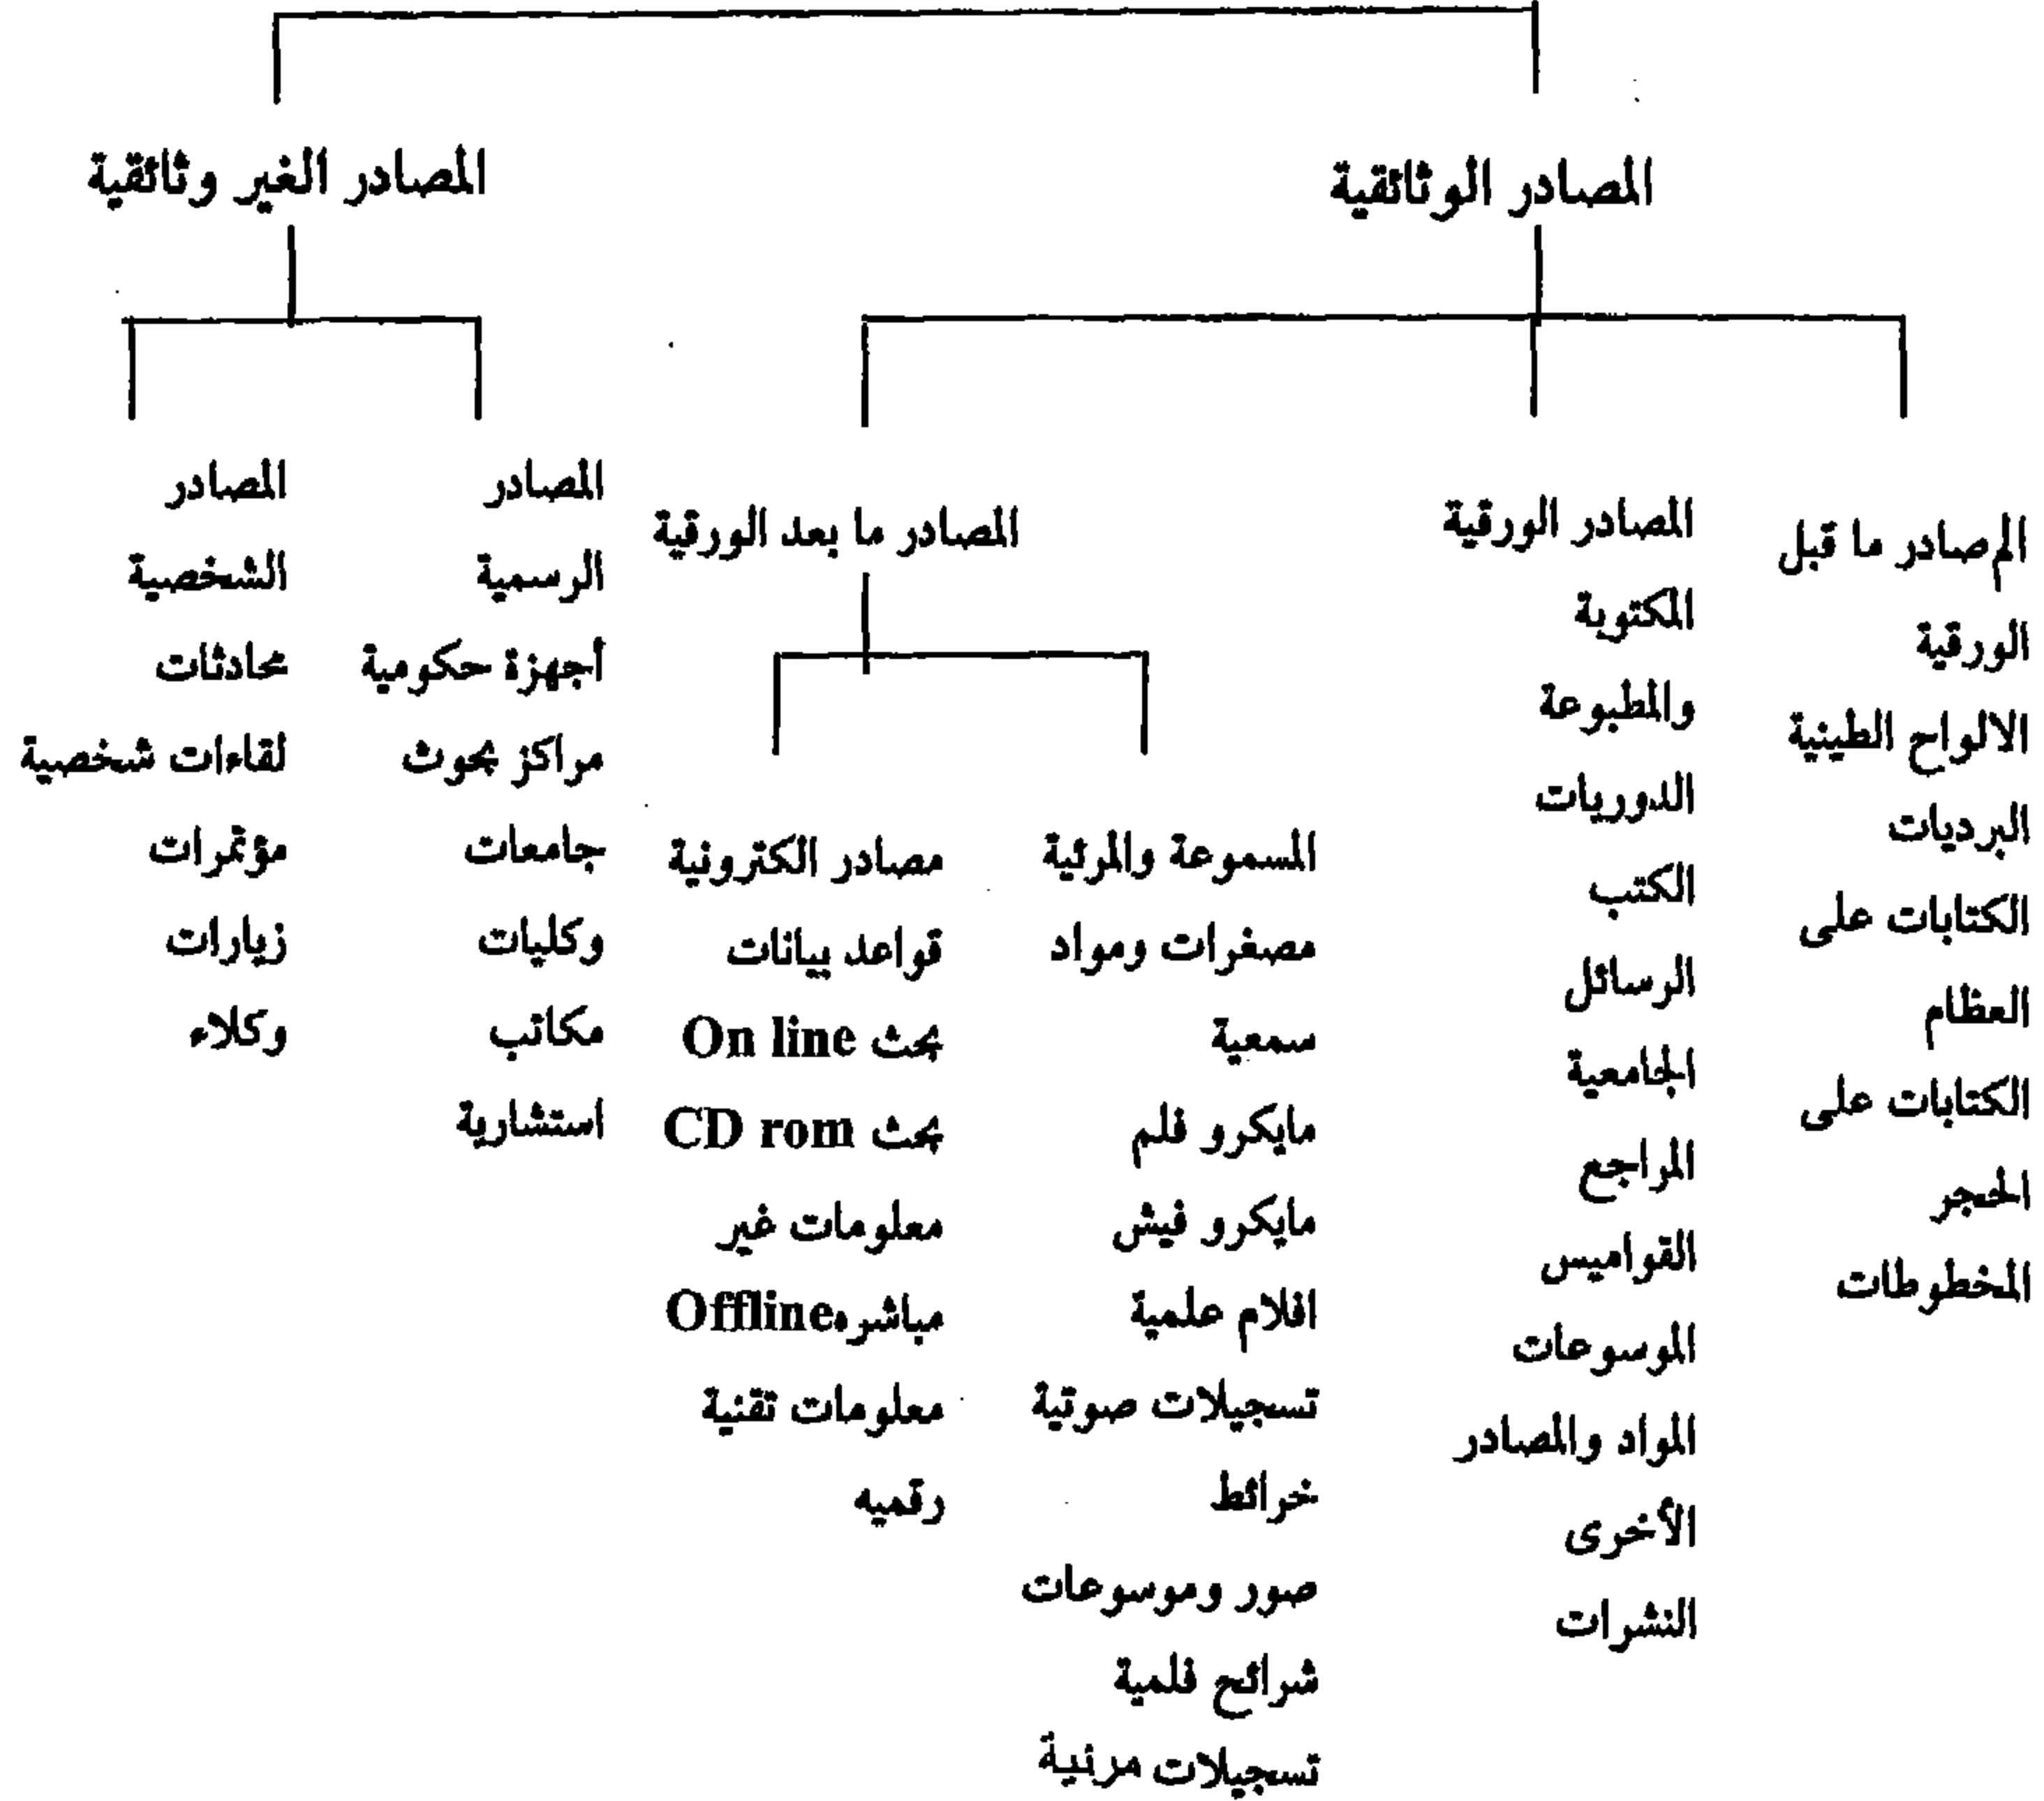 المصادر الوثائقية
المصادر الغير وثائقية
المصادر ما قبل
الورقية
الالواح الطينية
البرديات
الكتابات على
العظام
الكتابات على
الحجر
المخطوطات
المصادر الورقية
المكتوبة
والمطبوعة
الدوريات
الكتب
الرسائل
الجامعية
المراجع
القواميس
الموسوعات
المواد والمصادر
الأخرى
النشرات
المصادر ما بعد الورقية
المسموعة والمرئية
مصغرات ومواد
سمعية
مايكرو فلم
مايكرو فيش
افلام علمية
تسجيلات صوتية
خرائط
صور وموسوعات
شرائح فلمية
تسجيلات مرئية
مصادر الكترونية
قواعد بيانات
بحث On line
بحث CD rom
معلومات غير
مباشره Offline
معلومات تقنية
رقميه
المصادر
الرسمية
أجهزة حكومية
مراكز بحوث
جامعات
وكليات
مكاتب
استشارية
المصادر
الشخصية
محادثات
لقاءات شخصية
مؤتمرات
زيارات
وكلاء